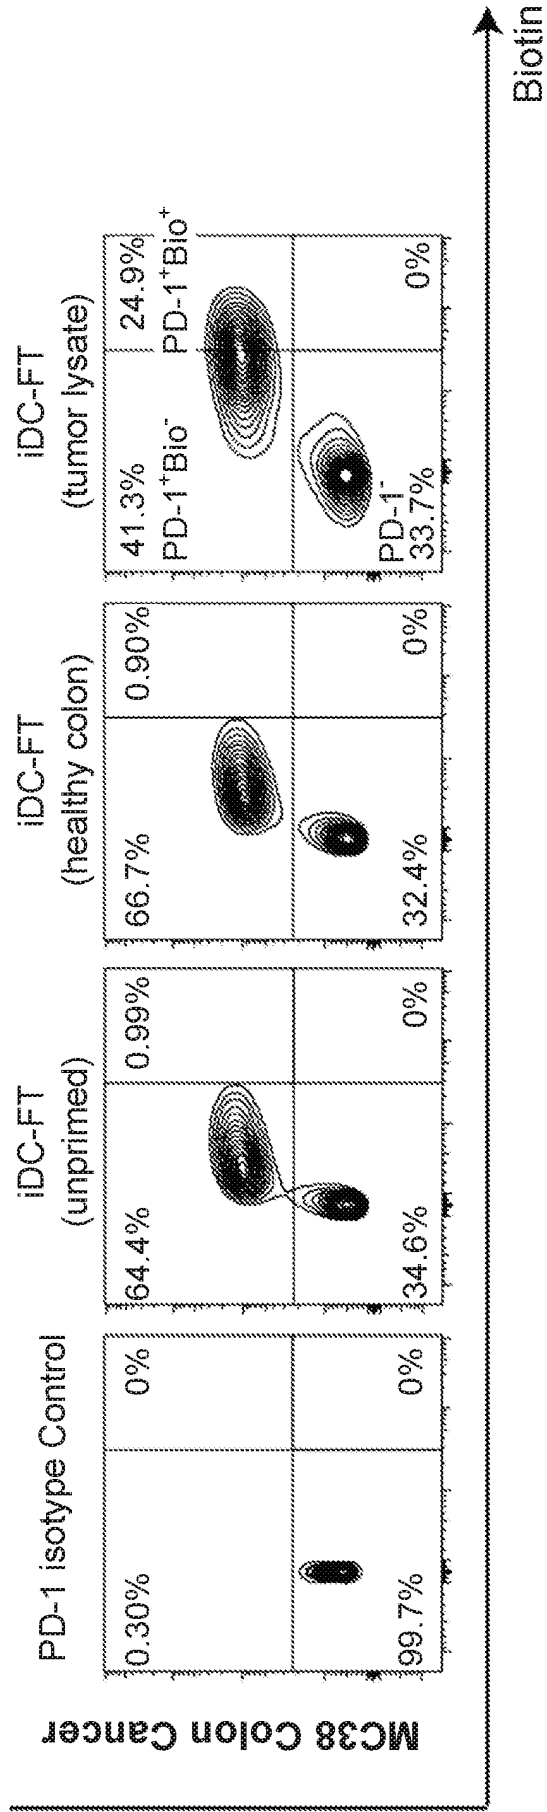 MC38 Colon Cancer
PD-1 isotype Control
0.30%
0%
99.7%
0%
iDC-FT
(unprimed)
64.4%
0.99%
34.6%
0%
iDC-FT
(healthy colon)
66.7%
0.90%
32.4%
0%
iDC-FT
(tumor lysate)
41.3%
24.9%
PD-1⁺Bio⁻
PD-1⁺Bio⁺
PD-1⁻
33.7%
0%
Biotin